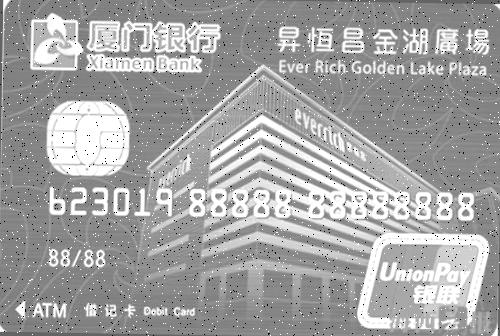 厦门银行
Xiamen Bank
昇恒昌金湖廣場
Ever Rich Golden Lake Plaza
everrich
623019 88888 88888888
88/88
UnionPay
银联
ATM 借记卡 Debit Card